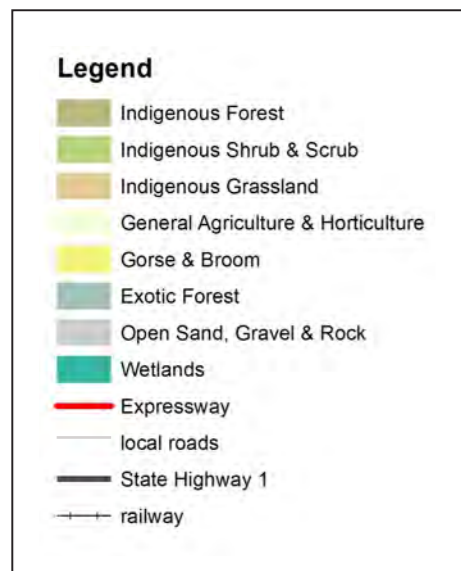 Legend
Indigenous Forest
Indigenous Shrub & Scrub
Indigenous Grassland
General Agriculture & Horticulture
Gorse & Broom
Exotic Forest
Open Sand, Gravel & Rock
Wetlands
Expressway
local roads
State Highway 1
railway